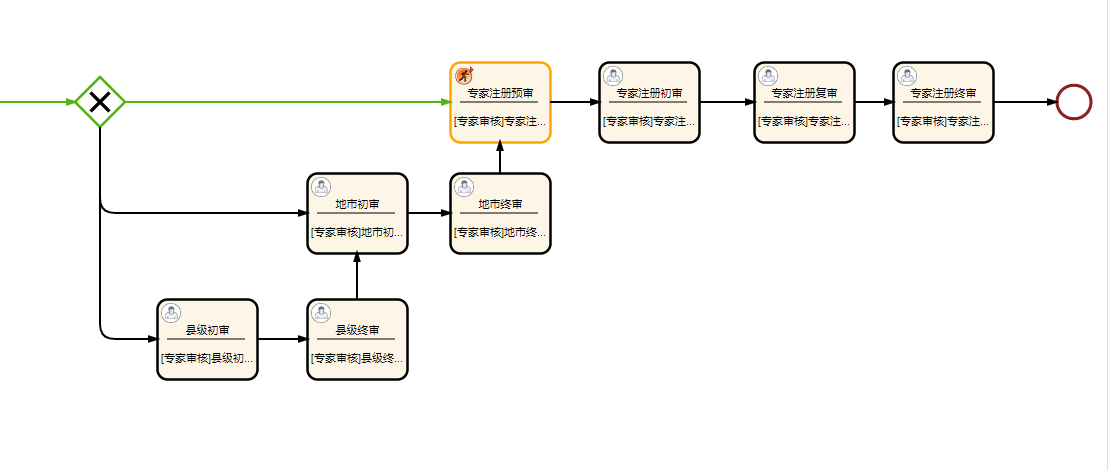 专家注册预审
[专家审核]专家注...
专家注册初审
[专家审核]专家注...
专家注册复审
[专家审核]专家注...
专家注册终审
[专家审核]专家注...
地市初审
[专家审核]地市初...
地市终审
[专家审核]地市终...
县级初审
[专家审核]县级初...
县级终审
[专家审核]县级终...